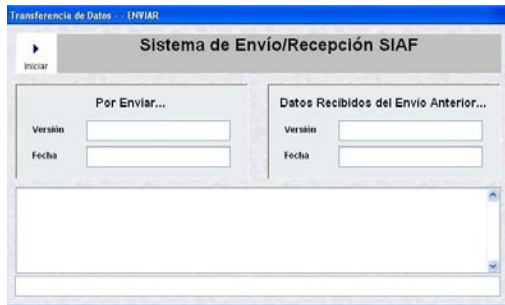 Transferencia de Datos - - ENVIAR
Iniciar
Sistema de Envío/Recepción SIAF
Por Enviar...
Versión
Fecha
Datos Recibidos del Envío Anterior...
Versión
Fecha